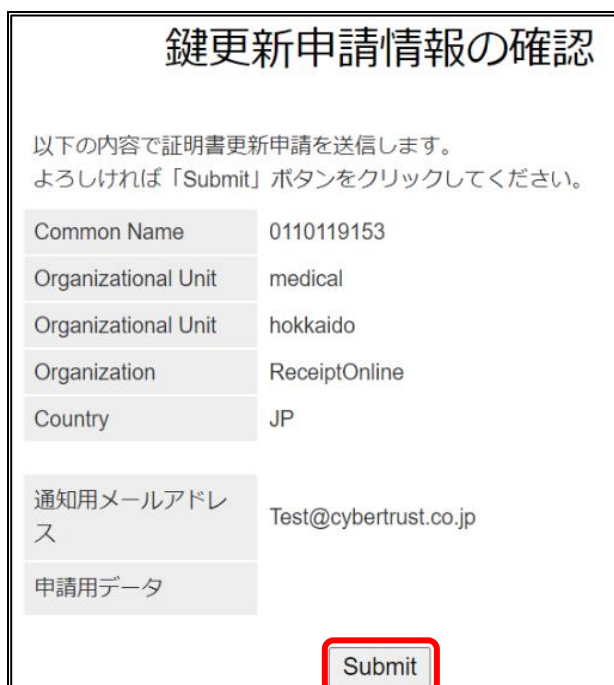 鍵更新申請情報の確認
以下の内容で証明書更新申請を送信します。
よろしければ「Submit」ボタンをクリックしてください。
Common Name 0110119153
Organizational Unit medical
Organizational Unit hokkaido
Organization ReceiptOnline
Country JP
通知用メールアドレ
ス
Test@cybertrust.co.jp
申請用データ
Submit